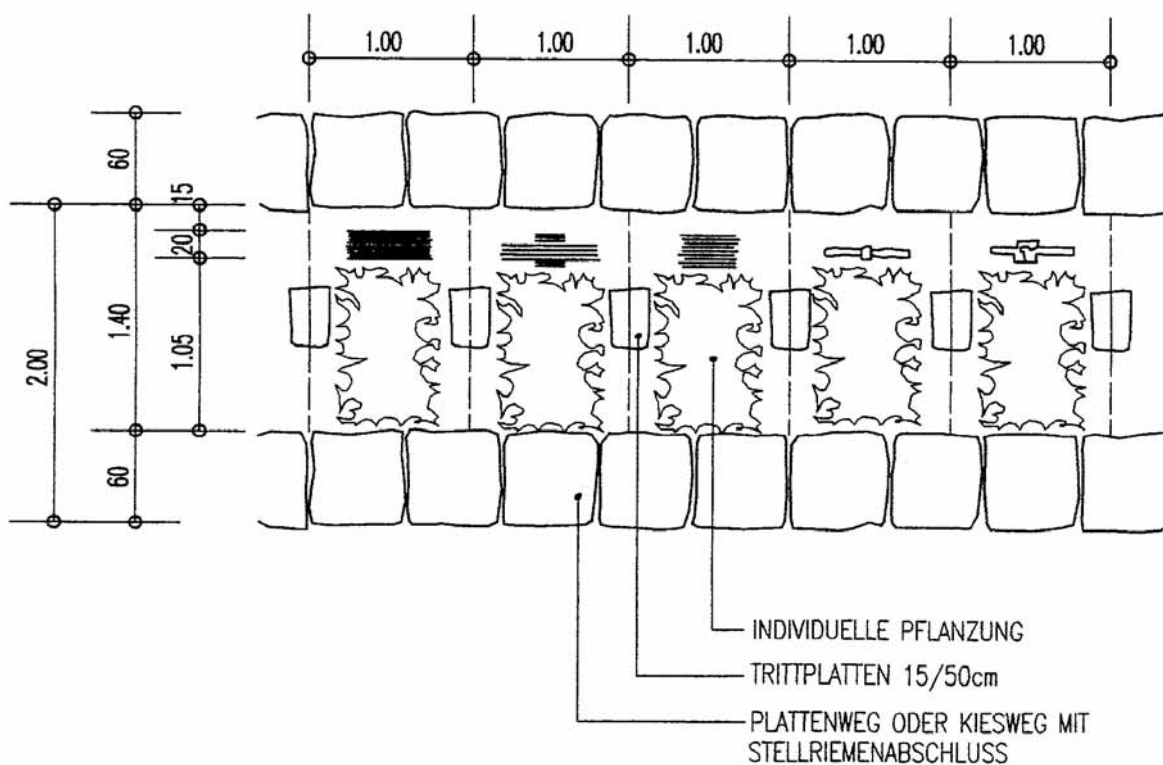 1.00 1.00 1.00 1.00 1.00
60
15
20
1.40
2.00
1.05
60
INDIVIDUELLE PFLANZUNG
TRITTPLATTEN 15/50cm
PLATTENWEG ODER KIESWEG MIT
STELLRIEMENABSCHLUSS